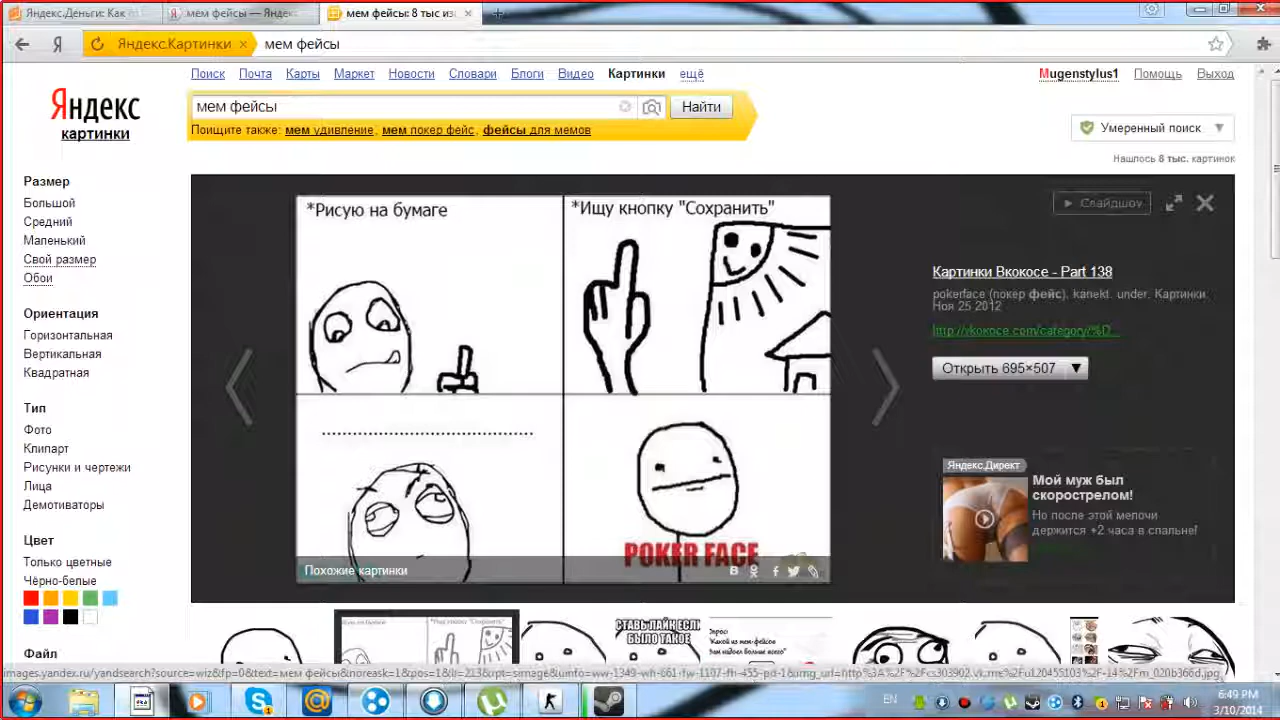 Яндекс.Деньги: Как
мем фейсы — Яндекс
мем фейсы: 8 тыс из
Яндекс.Картинки
мем фейсы
Поиск Почта Карты Маркет Новости Словари Блоги Видео Картинки ещё
Mugenstylus1 Помощь Выход
Яндекс
картинки
мем фейсы
Найти
Поищите также: мем удивление, мем покер фейс, фейсы для мемов
Умеренный поиск
Нашлось 8 тыс. картинок
Размер
Большой
Средний
Маленький
Свой размер
Обои
Ориентация
Горизонтальная
Вертикальная
Квадратная
Тип
Фото
Клипарт
Рисунки и чертежи
Лица
Демотиваторы
Цвет
Только цветные
Чёрно-белые
Файл
*Рисую на бумаге
*Ищу кнопку "Сохранить"
POKER FACE
Похожие картинки
Слайдшоу
Картинки Вкокосе - Part 138
pokerface (покер фейс). kanekt. under. Картинки.
Ноя 25 2012
http://vkokoce.com/category/%D...
Открыть 695×507
Яндекс.Директ
Мой муж был
скорострелом!
Но после этой мелочи
держится +2 часа в спальне!
СТАВЬ ЛАЙК ЕСЛИ
БЫЛО ТАКОЕ
EN
6:49 PM
3/10/2014